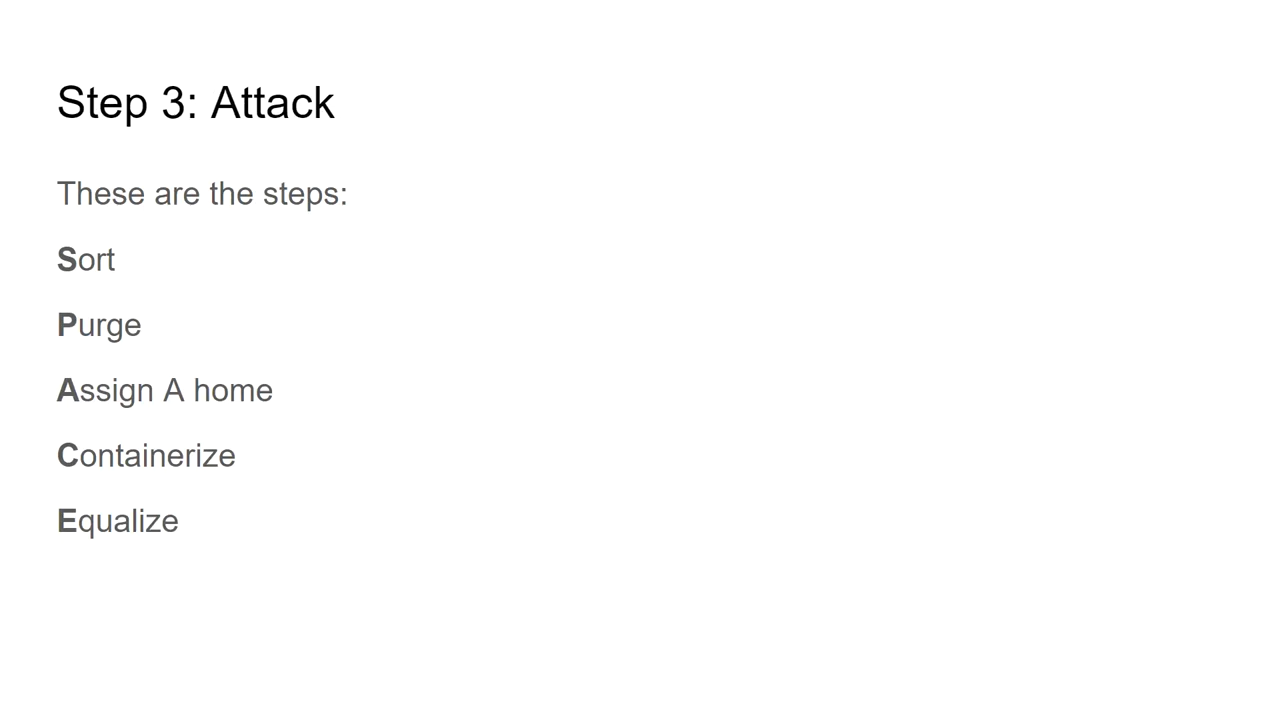 Step 3: Attack
These are the steps:
Sort
Purge
Assign A home
Containerize
Equalize